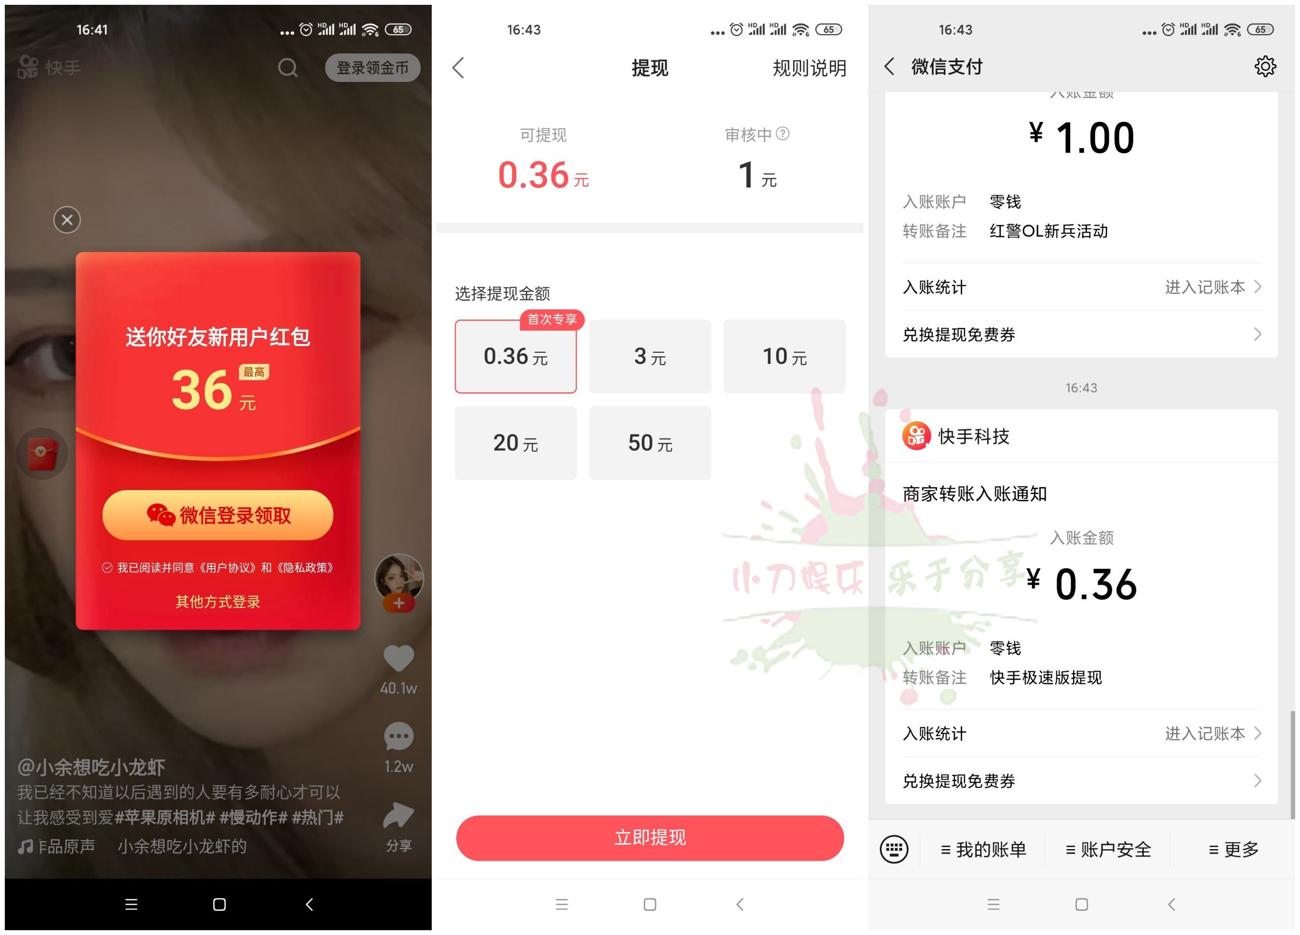 16:41
HD HD 65
快手
登录领金币
送你好友新用户红包
36 最高 元
微信登录领取
我已阅读并同意《用户协议》和《隐私政策》
其他方式登录
40.1w
1.2w
@小余想吃小龙虾
我已经不知道以后遇到的人要有多耐心才可以
让我感受到爱#苹果原相机# #慢动作# #热门#
作品原声 小余想吃小龙虾的
分享
16:43
HD HD 65
提现
规则说明
可提现
0.36 元
审核中
1 元
选择提现金额
首次专享
0.36 元
3 元
10 元
20 元
50 元
立即提现
16:43
HD HD 65
微信支付
入账金额
¥ 1.00
入账账户 零钱
转账备注 红警OL新兵活动
入账统计 进入记账本
兑换提现免费券
16:43
快手科技
商家转账入账通知
入账金额
¥ 0.36
入账账户 零钱
转账备注 快手极速版提现
入账统计 进入记账本
兑换提现免费券
我的账单
账户安全
更多
小刀娱乐 乐于分享